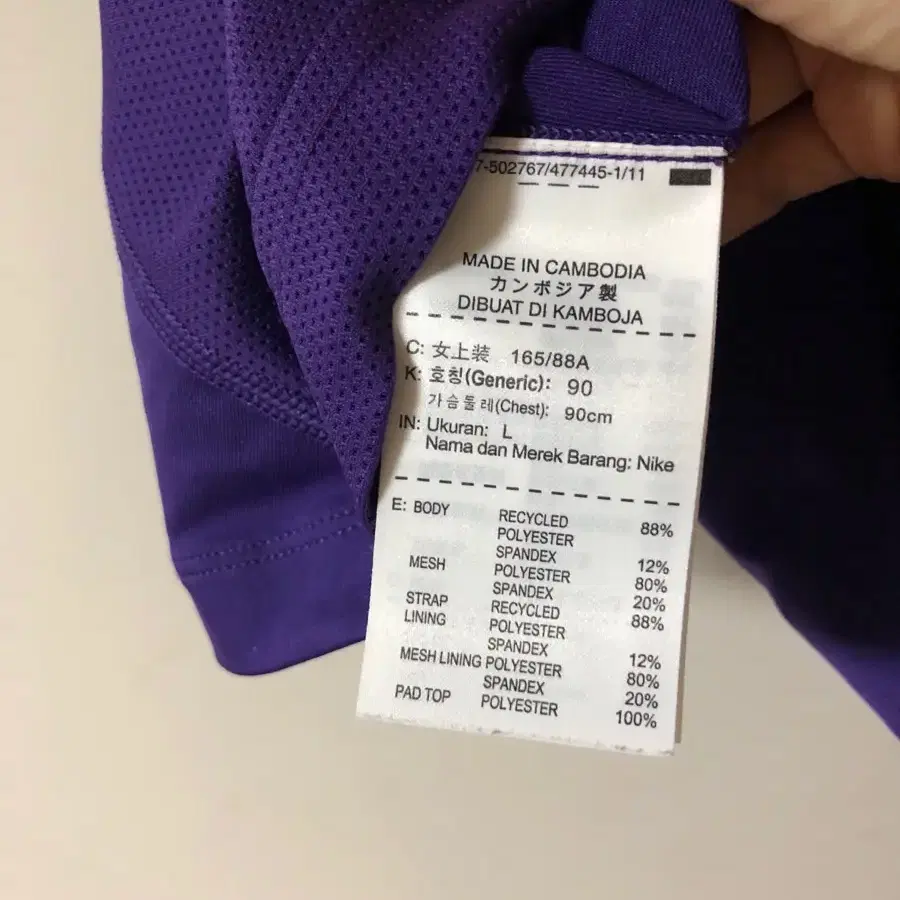 7-502767/477445-1/11
MADE IN CAMBODIA
カンボジア製
DIBUAT DI KAMBOJA
C: 女上装 165/88A
K: 호칭(Generic): 90
가슴둘레(Chest): 90cm
IN: Ukuran: L
Nama dan Merek Barang: Nike
E: BODY RECYCLED 88%
POLYESTER
SPANDEX 12%
MESH POLYESTER 80%
SPANDEX 20%
STRAP RECYCLED 88%
LINING POLYESTER
SPANDEX 12%
MESH LINING POLYESTER 80%
SPANDEX 20%
PAD TOP POLYESTER 100%